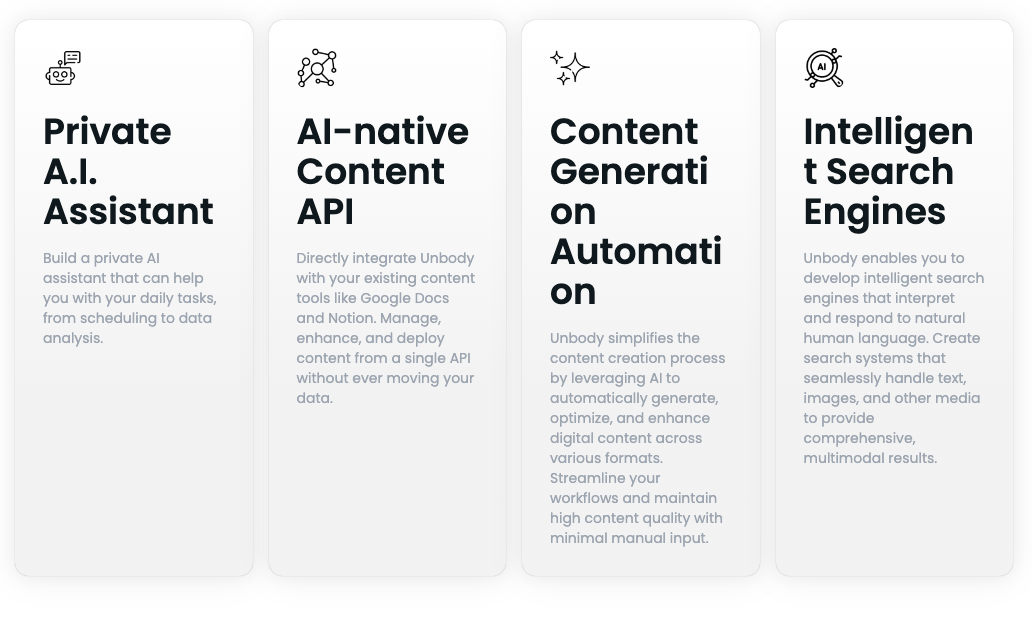 Private
A.I.
Assistant
Build a private AI
assistant that can help
you with your daily tasks,
from scheduling to data
analysis.
AI-native
Content
API
Directly integrate Unbody
with your existing content
tools like Google Docs
and Notion. Manage,
enhance, and deploy
content from a single API
without ever moving your
data.
Content
Generati
on
Automati
on
Unbody simplifies the
content creation process
by leveraging AI to
automatically generate,
optimize, and enhance
digital content across
various formats.
Streamline your
workflows and maintain
high content quality with
minimal manual input.
AI
Intelligen
t Search
Engines
Unbody enables you to
develop intelligent search
engines that interpret
and respond to natural
human language. Create
search systems that
seamlessly handle text,
images, and other media
to provide
comprehensive,
multimodal results.